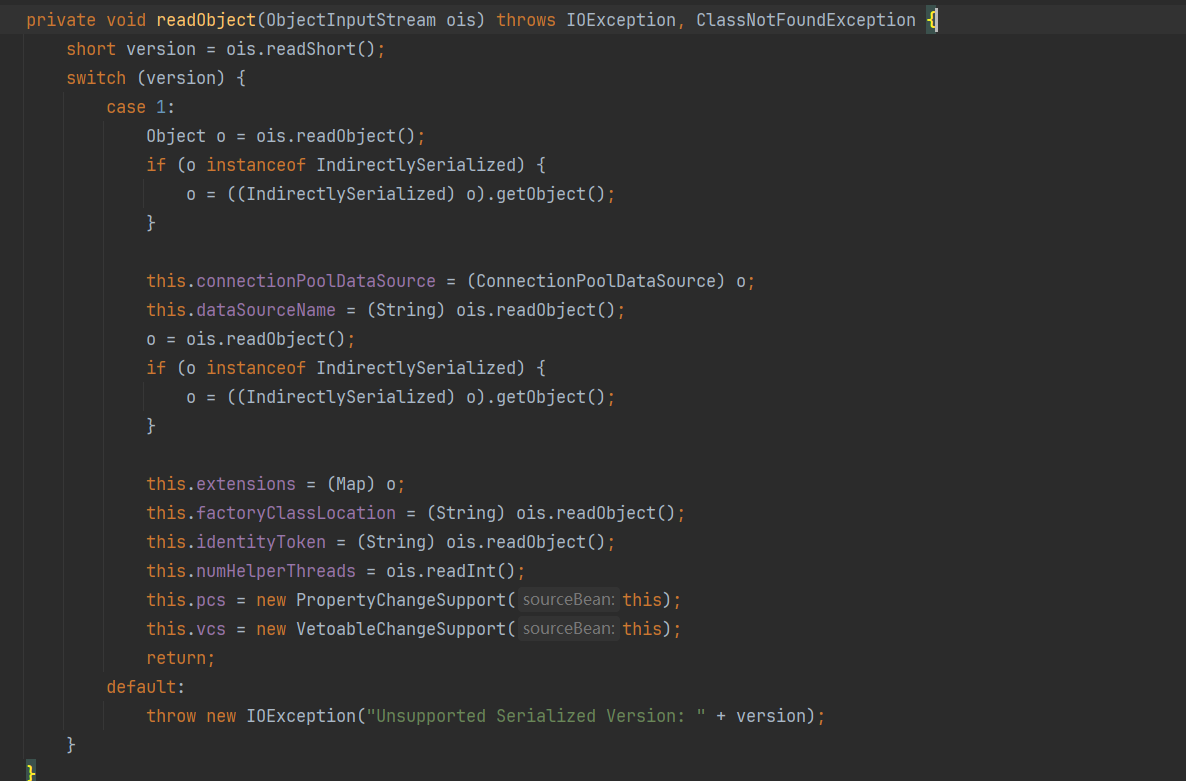 private void readObject(ObjectInputStream ois) throws IOException, ClassNotFoundException {
short version = ois.readShort();
switch (version) {
case 1:
Object o = ois.readObject();
if (o instanceof IndirectlySerialized) {
o = ((IndirectlySerialized) o).getObject();
}
this.connectionPoolDataSource = (ConnectionPoolDataSource) o;
this.dataSourceName = (String) ois.readObject();
o = ois.readObject();
if (o instanceof IndirectlySerialized) {
o = ((IndirectlySerialized) o).getObject();
}
this.extensions = (Map) o;
this.factoryClassLocation = (String) ois.readObject();
this.identityToken = (String) ois.readObject();
this.numHelperThreads = ois.readInt();
this.pcs = new PropertyChangeSupport( sourceBean: this);
this.vcs = new VetoableChangeSupport( sourceBean: this);
return;
default:
throw new IOException("Unsupported Serialized Version: " + version);
}
}